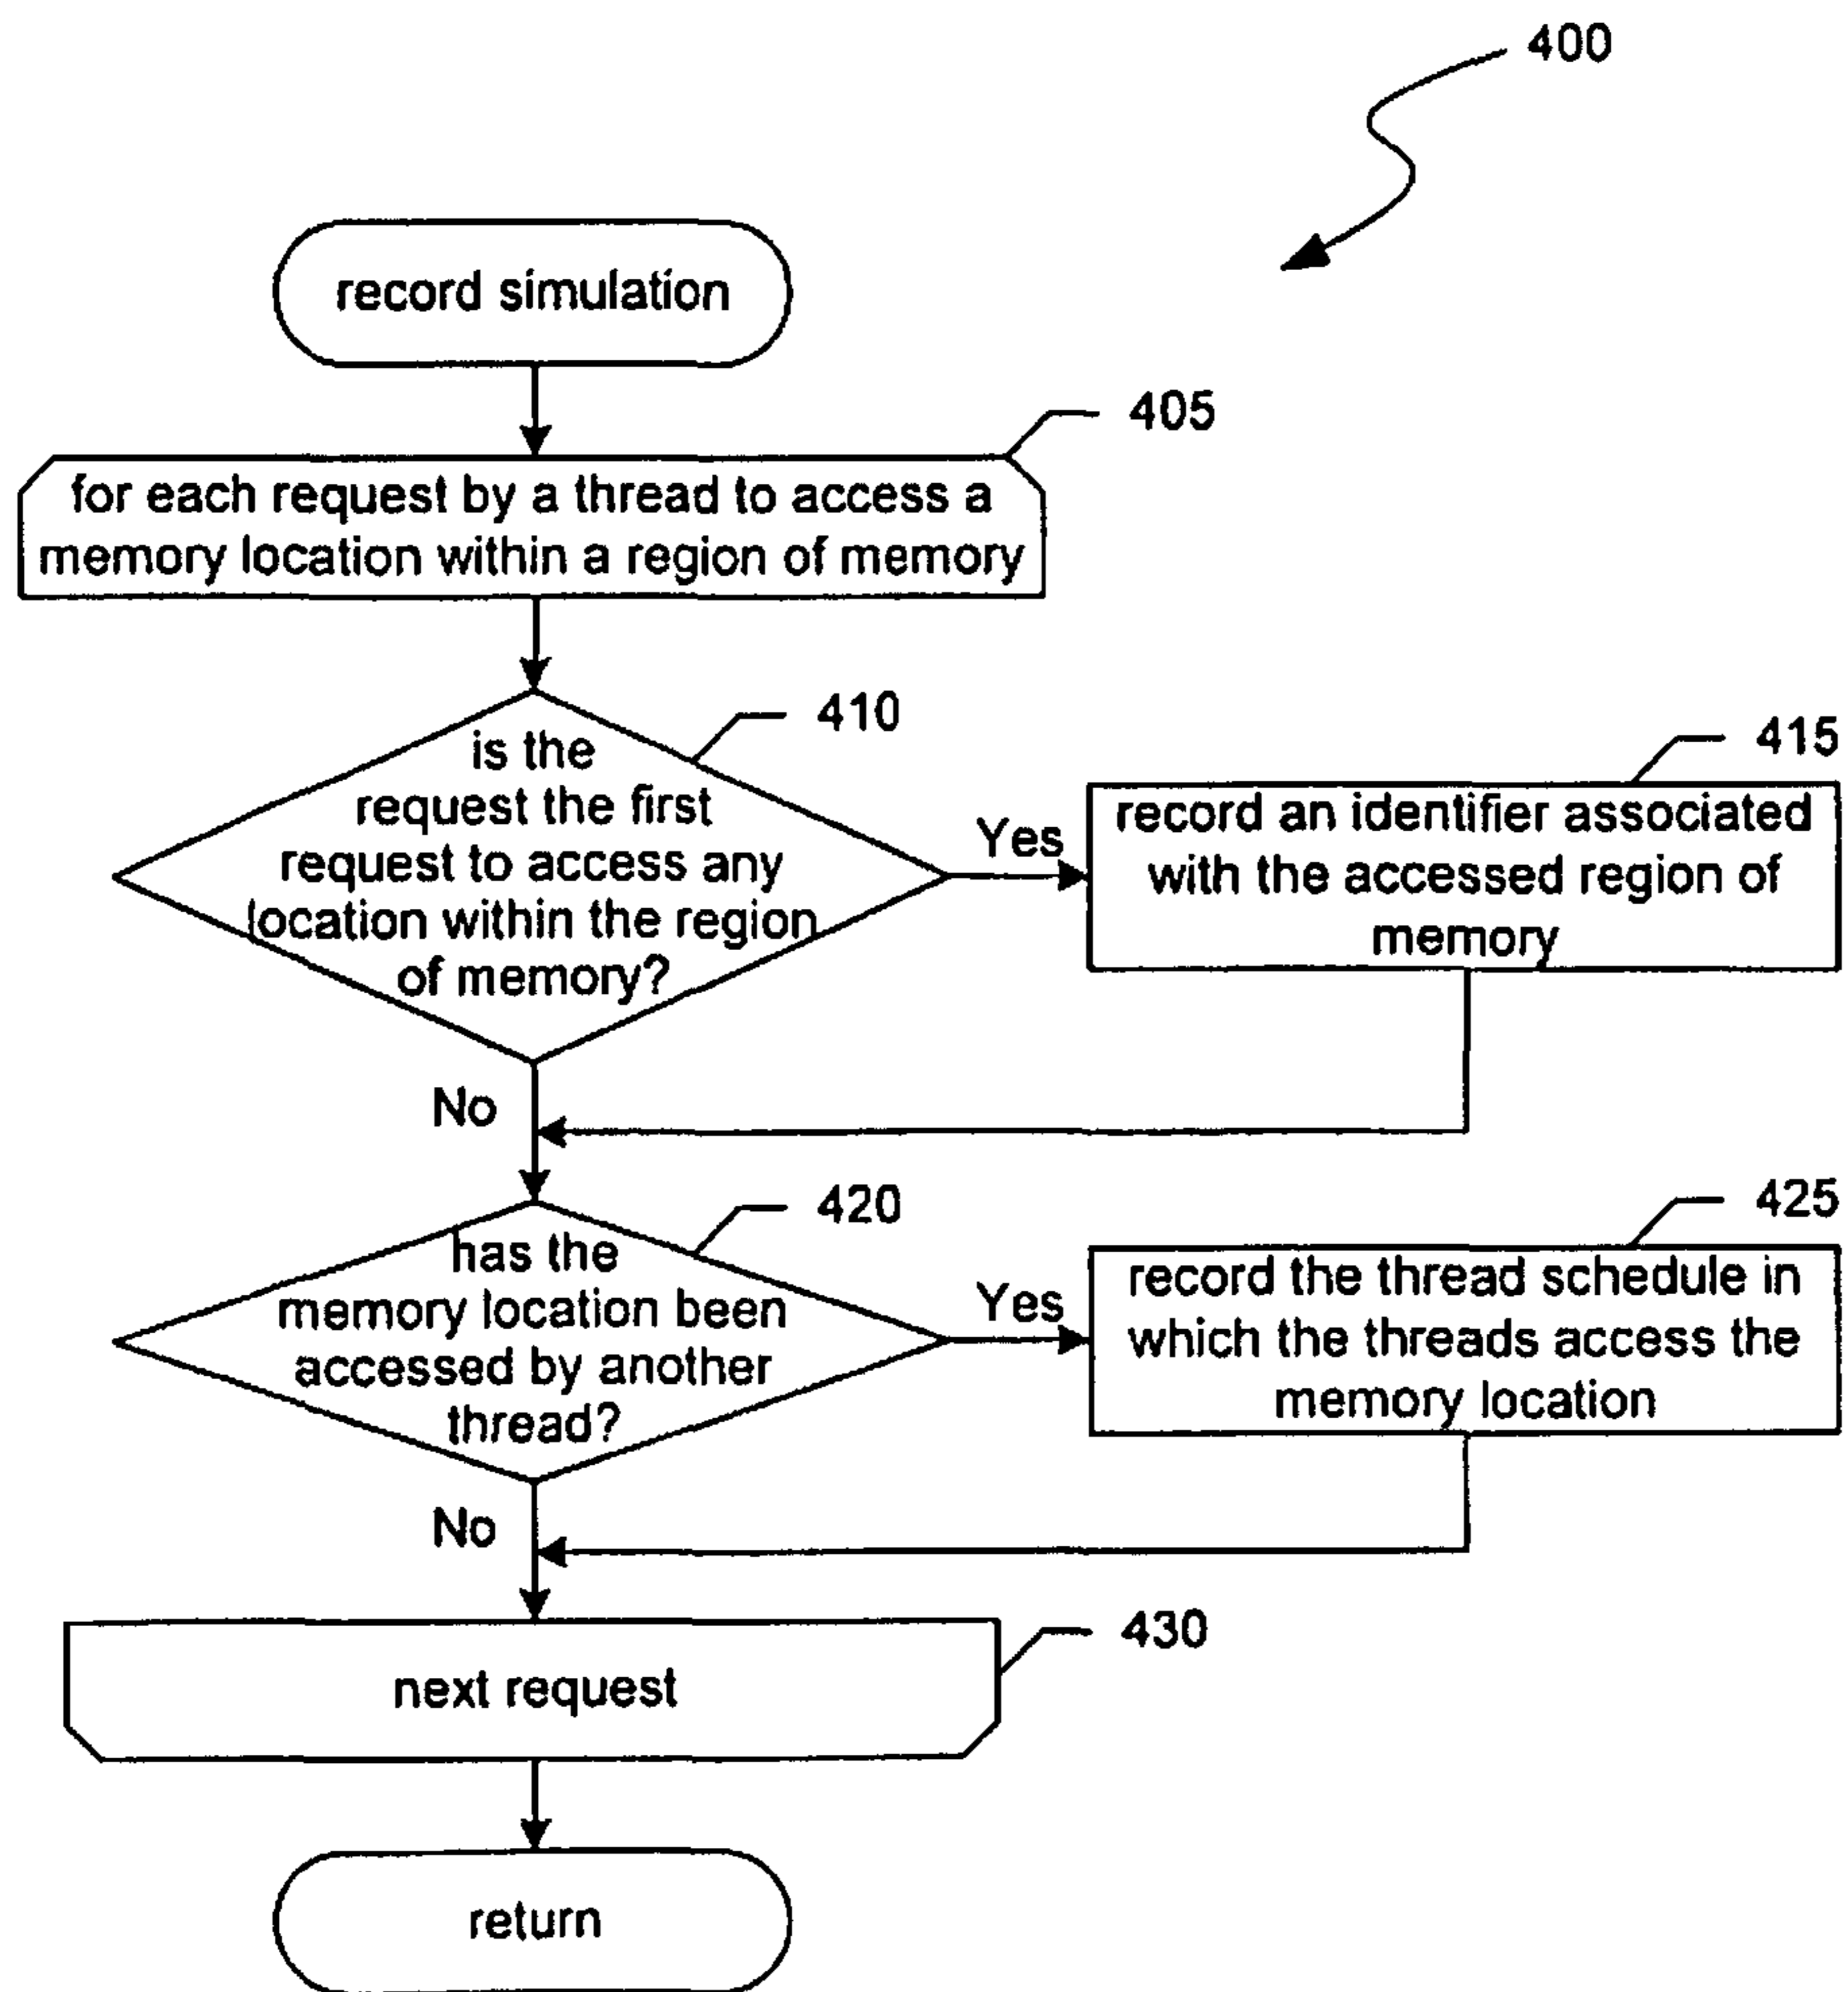 400
record simulation
405
for each request by a thread to access a
memory location within a region of memory
410
is the
request the first
request to access any
location within the region
of memory?
Yes
415
record an identifier associated
with the accessed region of
memory
No
420
has the
memory location been
accessed by another
thread?
Yes
425
record the thread schedule in
which the threads access the
memory location
No
430
next request
return